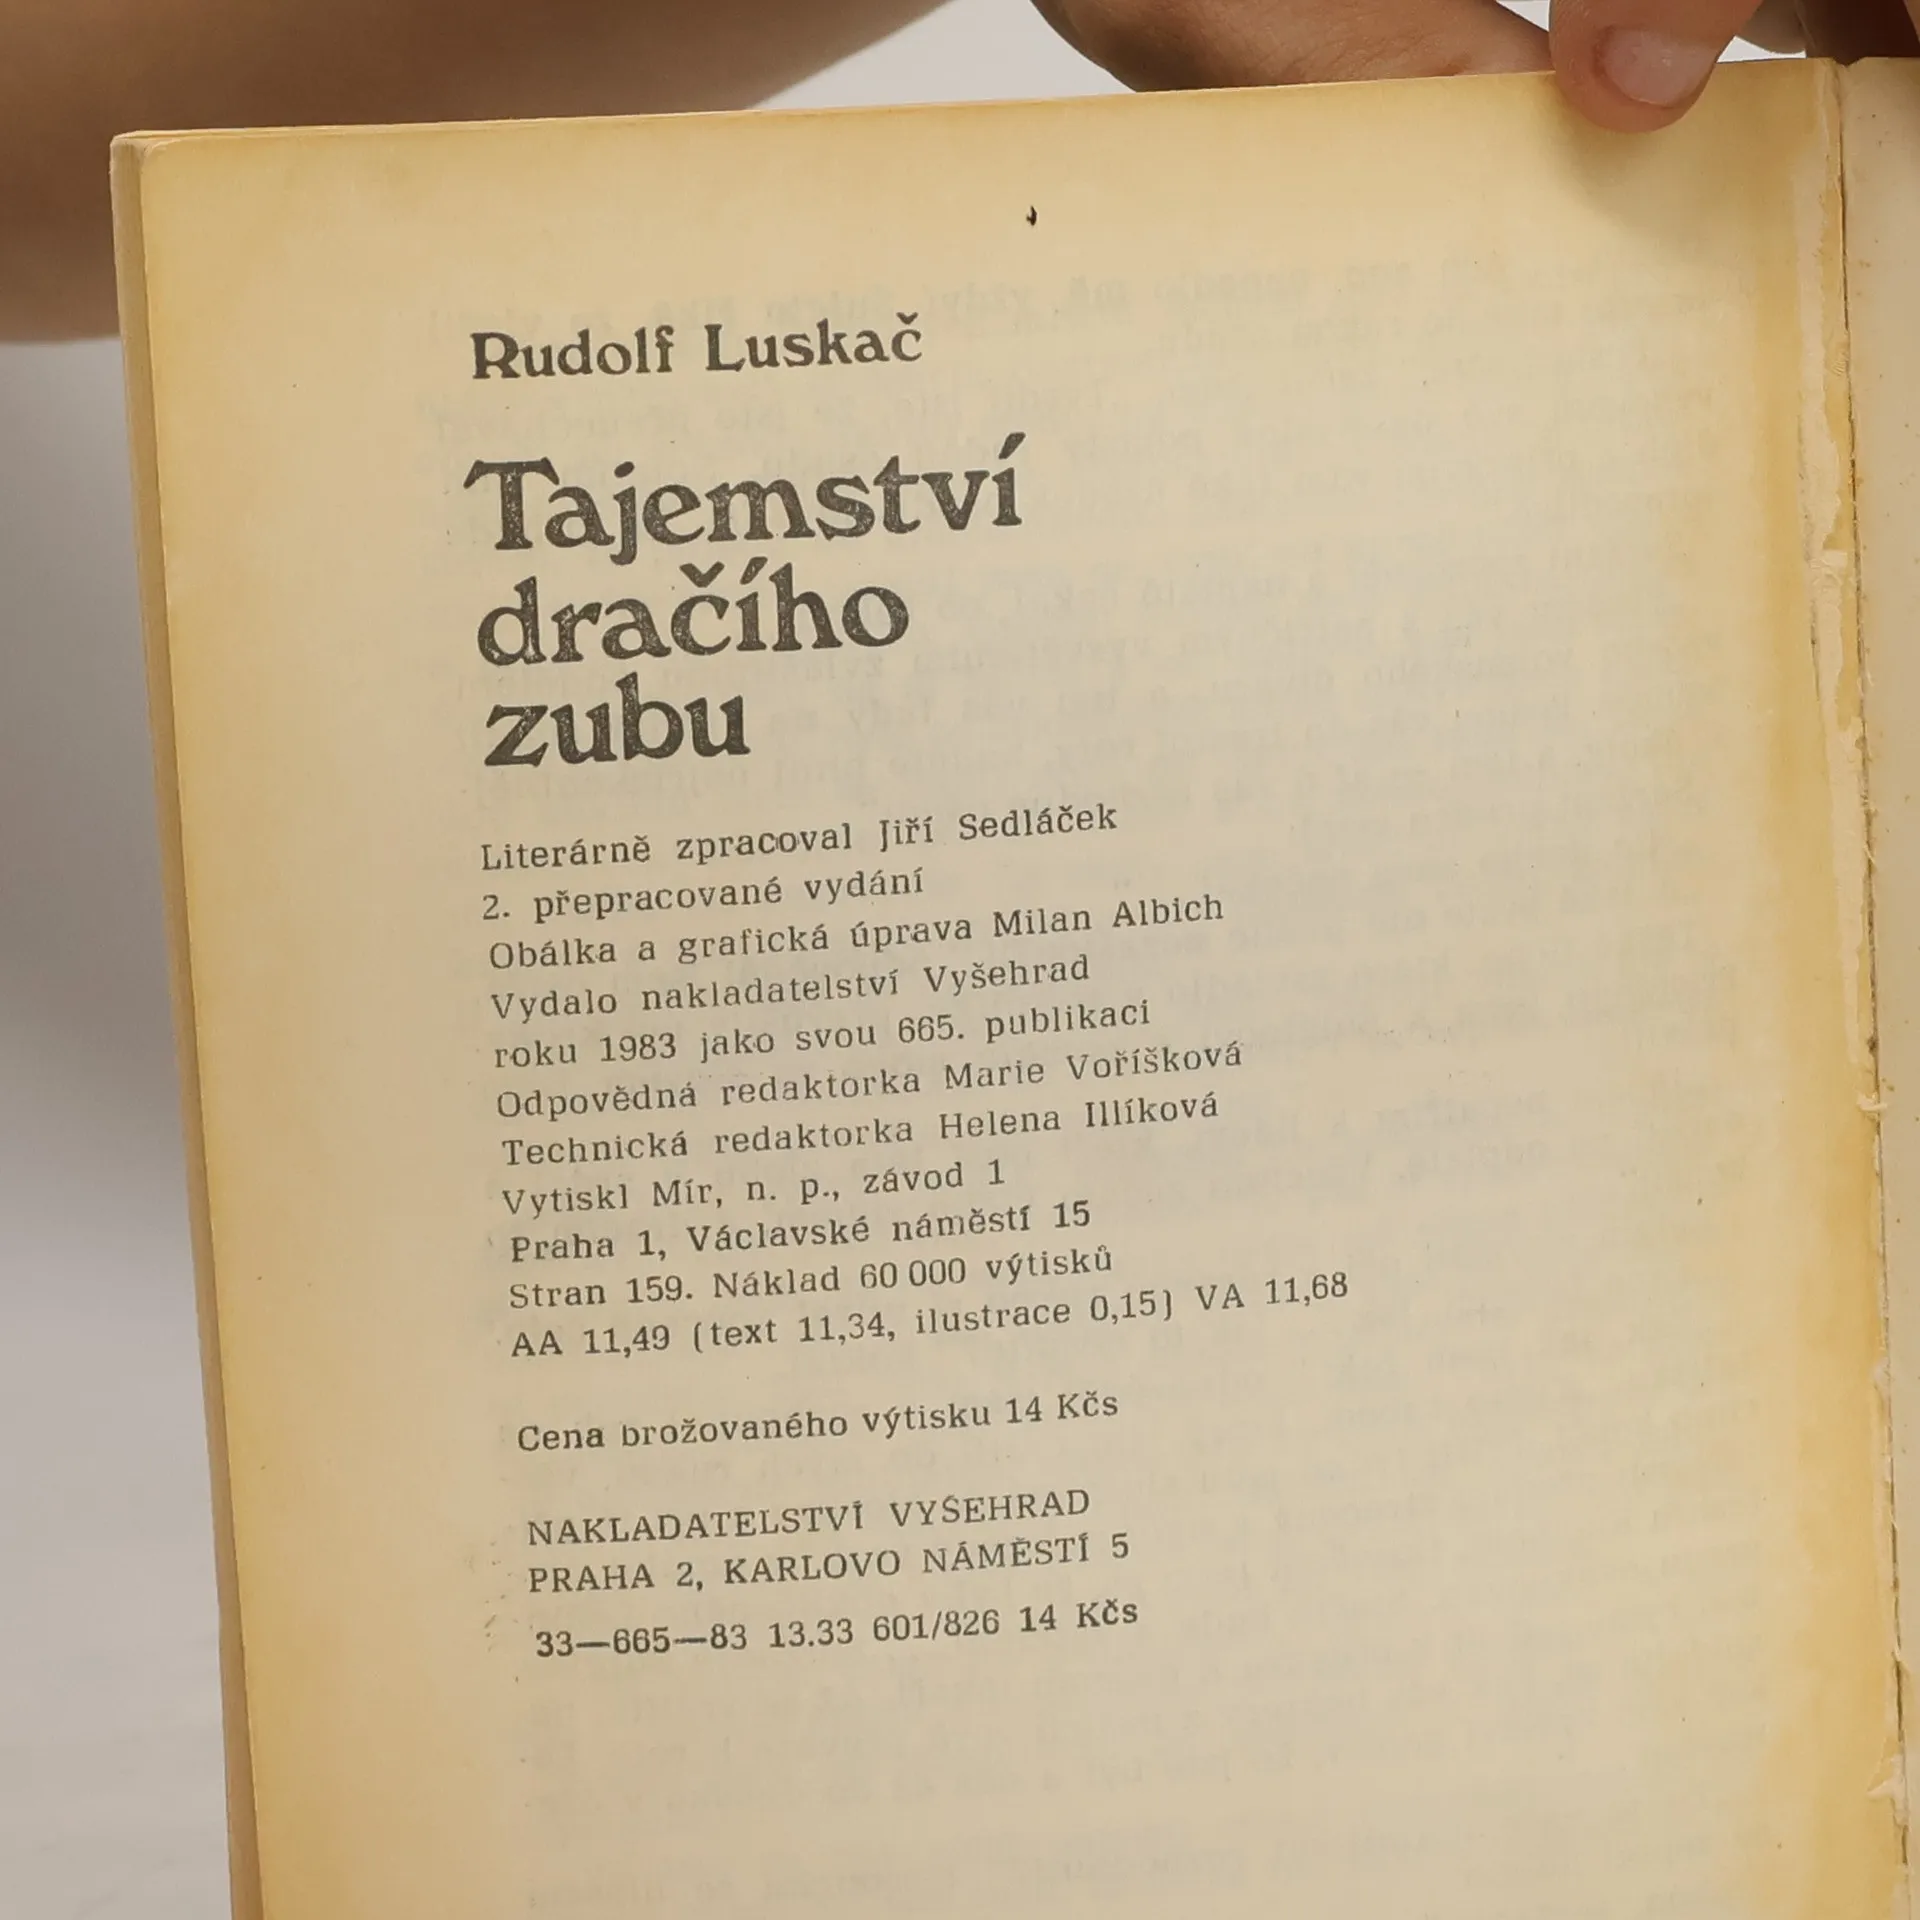 Rudolf Luskač
Tajemství
dračího
zubu
Literárně zpracoval Jiří Sedláček
2. přepracované vydání
Obálka a grafická úprava Milan Albich
Vydalo nakladatelství Vyšehrad
roku 1983 jako svou 665. publikaci
Odpovědná redaktorka Marie Voříšková
Technická redaktorka Helena Illíková
Vytiskl Mír, n. p., závod 1
Praha 1, Václavské náměstí 15
Stran 159. Náklad 60 000 výtisků
AA 11,49 (text 11,34, ilustrace 0,15) VA 11,68
Cena brožovaného výtisku 14 Kčs
NAKLADATELSTVÍ VYŠEHRAD
PRAHA 2, KARLOVO NÁMĚSTÍ 5
33—665—83 13.33 601/826 14 Kčs